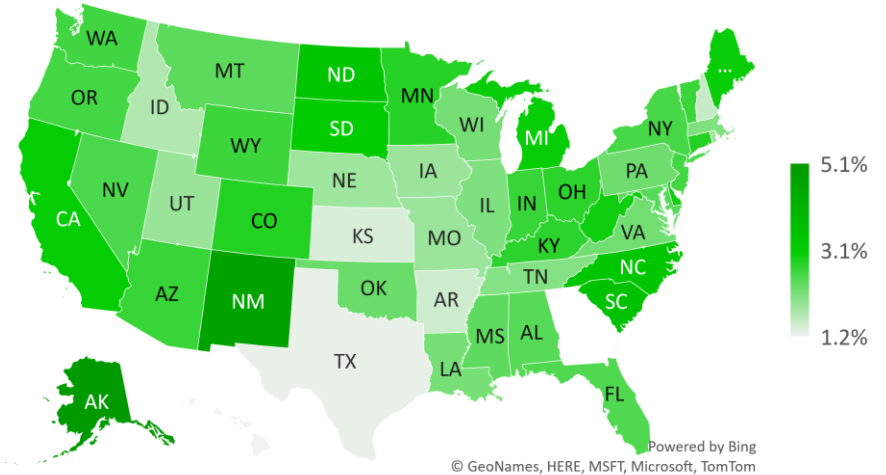 WA
MT
ND
MN
...
OR
ID
SD
WI
MI
NY
WY
NV
UT
CO
NE
IA
IL
IN
OH
PA
CA
KS
MO
KY
VA
AZ
NM
OK
AR
TN
NC
SC
TX
LA
MS
AL
FL
AK
5.1%
3.1%
1.2%
Powered by Bing
© GeoNames, HERE, MSFT, Microsoft, TomTom